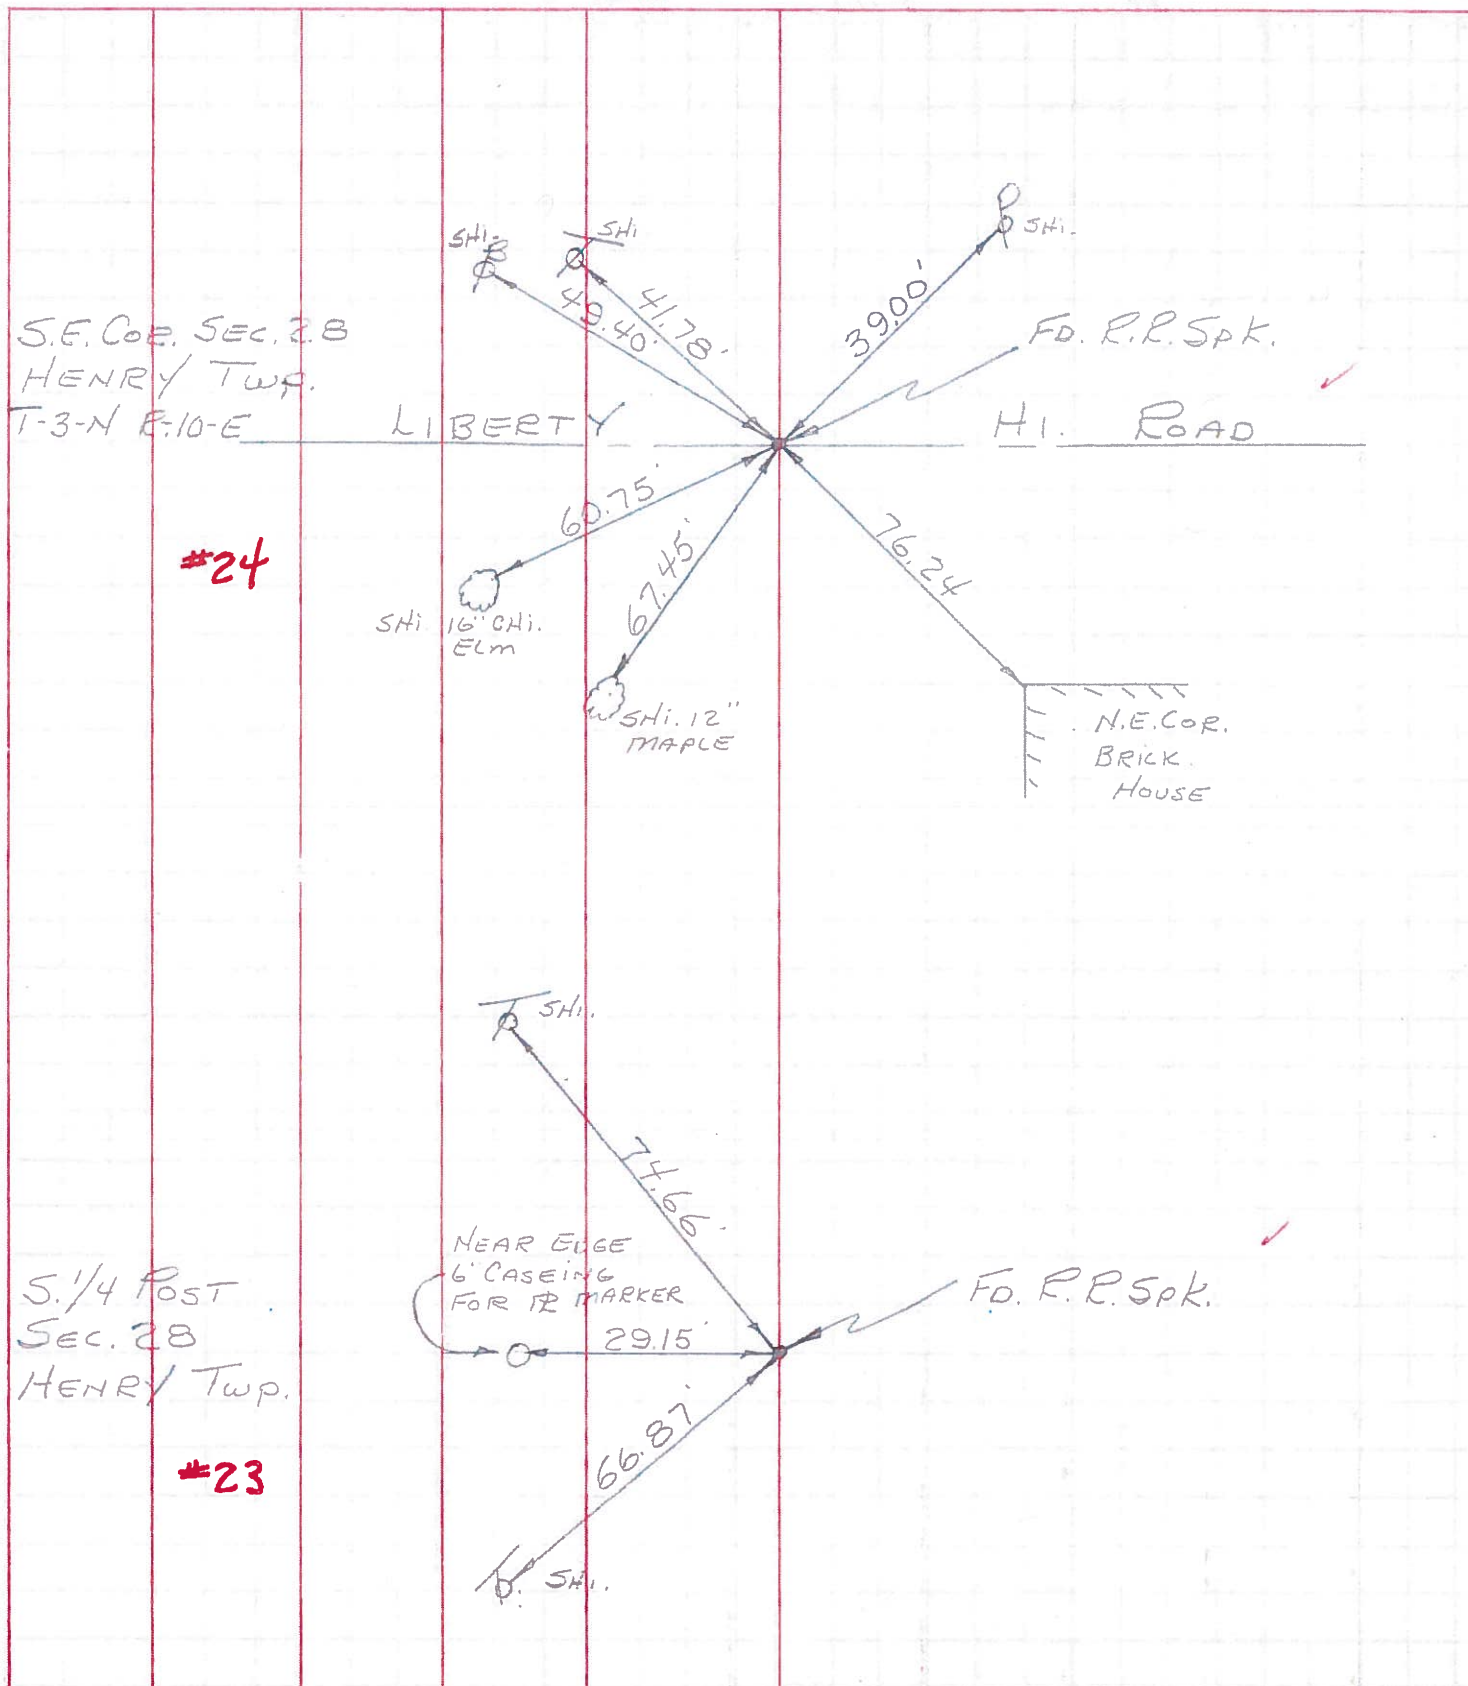 SHi.
SHi
SHi.
49.40'
41.78'
39.00'
S.E. COR. SEC. 28
HENRY TWP.
T-3-N R-10-E
FD. R.R. SPK.
LIBERTY HI. ROAD
60.75'
67.45'
76.24
#24
SHi. 16" CHi.
ELM
SHi. 12"
MAPLE
N.E. COR.
BRICK
HOUSE
SHi.
74.66'
NEAR EDGE
6" CASEING
FOR MARKER
29.15'
FD. R.R. SPK.
S. 1/4 POST
SEC. 28
HENRY TWP.
66.87'
#23
SHi.